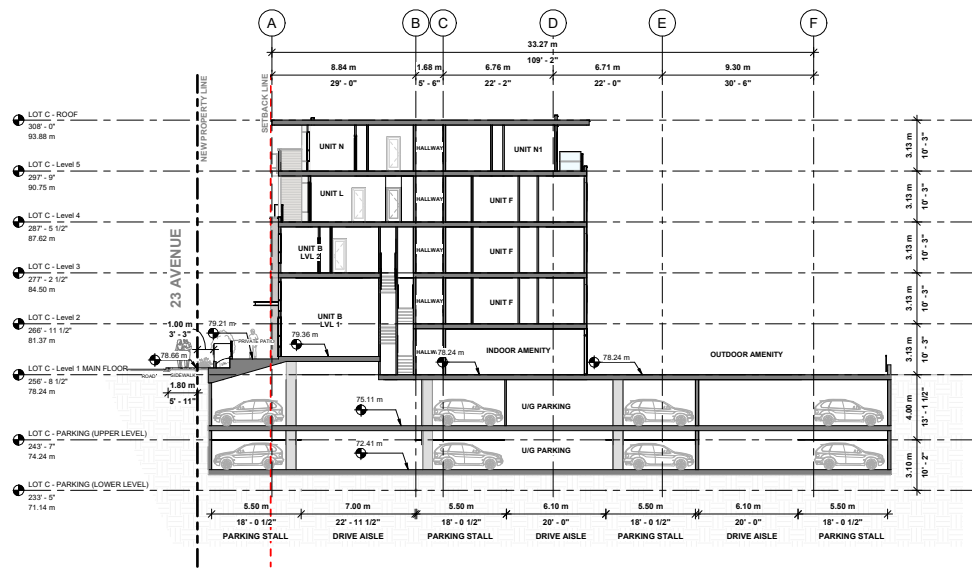 A
B
C
D
E
F
33.27 m
109' - 2"
8.84 m
1.68 m
6.76 m
6.71 m
9.30 m
29' - 0"
5' - 6"
22' - 2"
22' - 0"
30' - 6"
NEW PROPERTY LINE
SETBACK LINE
LOT C - ROOF
308' - 0"
93.88 m
LOT C - Level 5
297' - 9"
90.75 m
LOT C - Level 4
287' - 5 1/2"
87.62 m
LOT C - Level 3
277' - 2 1/2"
84.50 m
LOT C - Level 2
266' - 11 1/2"
81.37 m
LOT C - Level 1 MAIN FLOOR
256' - 8 1/2"
78.24 m
LOT C - PARKING (UPPER LEVEL)
243' - 7"
74.24 m
LOT C - PARKING (LOWER LEVEL)
233' - 5"
71.14 m
23 AVENUE
UNIT N
HALLWAY
UNIT N1
UNIT L
HALLWAY
UNIT F
UNIT B
LVL 2
HALLWAY
UNIT F
UNIT B
LVL 1
HALLWAY
UNIT F
HALLWAY
INDOOR AMENITY
OUTDOOR AMENITY
1.00 m
3' - 3"
79.21 m
PRIVATE PATIO
79.36 m
78.66 m
78.24 m
78.24 m
ROAD
SIDEWALK
1.80 m
5' - 11"
75.11 m
U/G PARKING
72.41 m
U/G PARKING
3.13 m
10' - 3"
3.13 m
10' - 3"
3.13 m
10' - 3"
3.13 m
10' - 3"
3.13 m
10' - 3"
4.00 m
13' - 1 1/2"
3.10 m
10' - 2"
5.50 m
7.00 m
5.50 m
6.10 m
5.50 m
6.10 m
5.50 m
18' - 0 1/2"
22' - 11 1/2"
18' - 0 1/2"
20' - 0"
18' - 0 1/2"
20' - 0"
18' - 0 1/2"
PARKING STALL
DRIVE AISLE
PARKING STALL
DRIVE AISLE
PARKING STALL
DRIVE AISLE
PARKING STALL